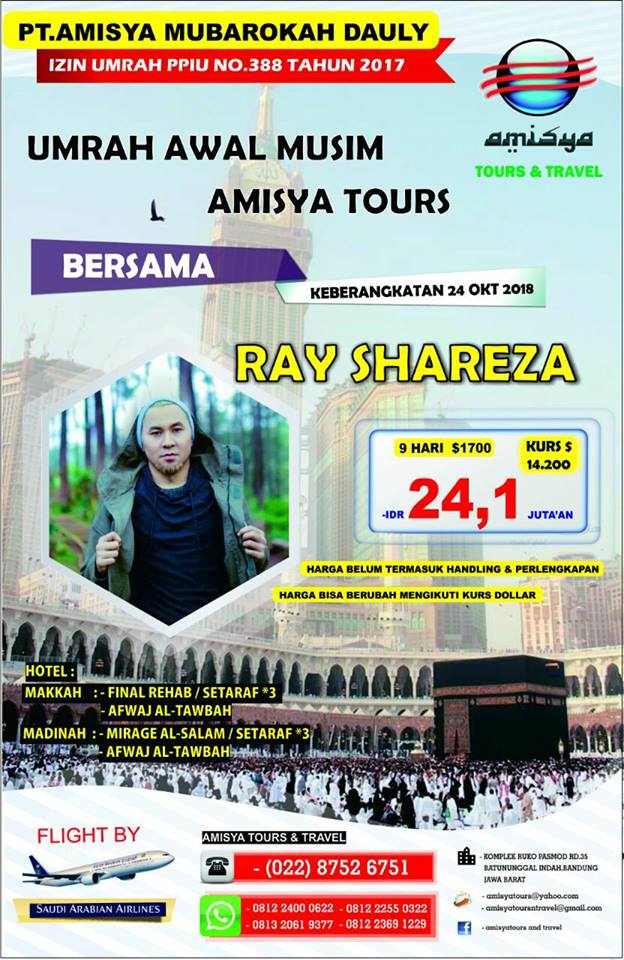 PT.AMISYA MUBAROKAH DAULY
IZIN UMRAH PPIU NO.388 TAHUN 2017
amisya
TOURS & TRAVEL
UMRAH AWAL MUSIM
AMISYA TOURS
BERSAMA
KEBERANGKATAN 24 OKT 2018
RAY SHAREZA
9 HARI $1700
KURS $
14.200
-IDR 24,1 JUTA'AN
HARGA BELUM TERMASUK HANDLING & PERLENGKAPAN
HARGA BISA BERUBAH MENGIKUTI KURS DOLLAR
HOTEL :
MAKKAH : - FINAL REHAB / SETARAF *3
- AFWAJ AL-TAWBAH
MADINAH : - MIRAGE AL-SALAM / SETARAF *3
- AFWAJ AL-TAWBAH
FLIGHT BY
SAUDI ARABIAN AIRLINES
AMISYA TOURS & TRAVEL
- (022) 8752 6751
- 0812 2400 0622 - 0812 2255 0322
- 0813 2061 9377 - 0812 2369 1229
- KOMPLEK RUKO PASMOD RD.35
BATUNUNGGAL INDAH.BANDUNG
JAWA BARAT
- amisyatours@yahoo.com
- amisyatoursntravel@gmail.com
- amisyatours and travel